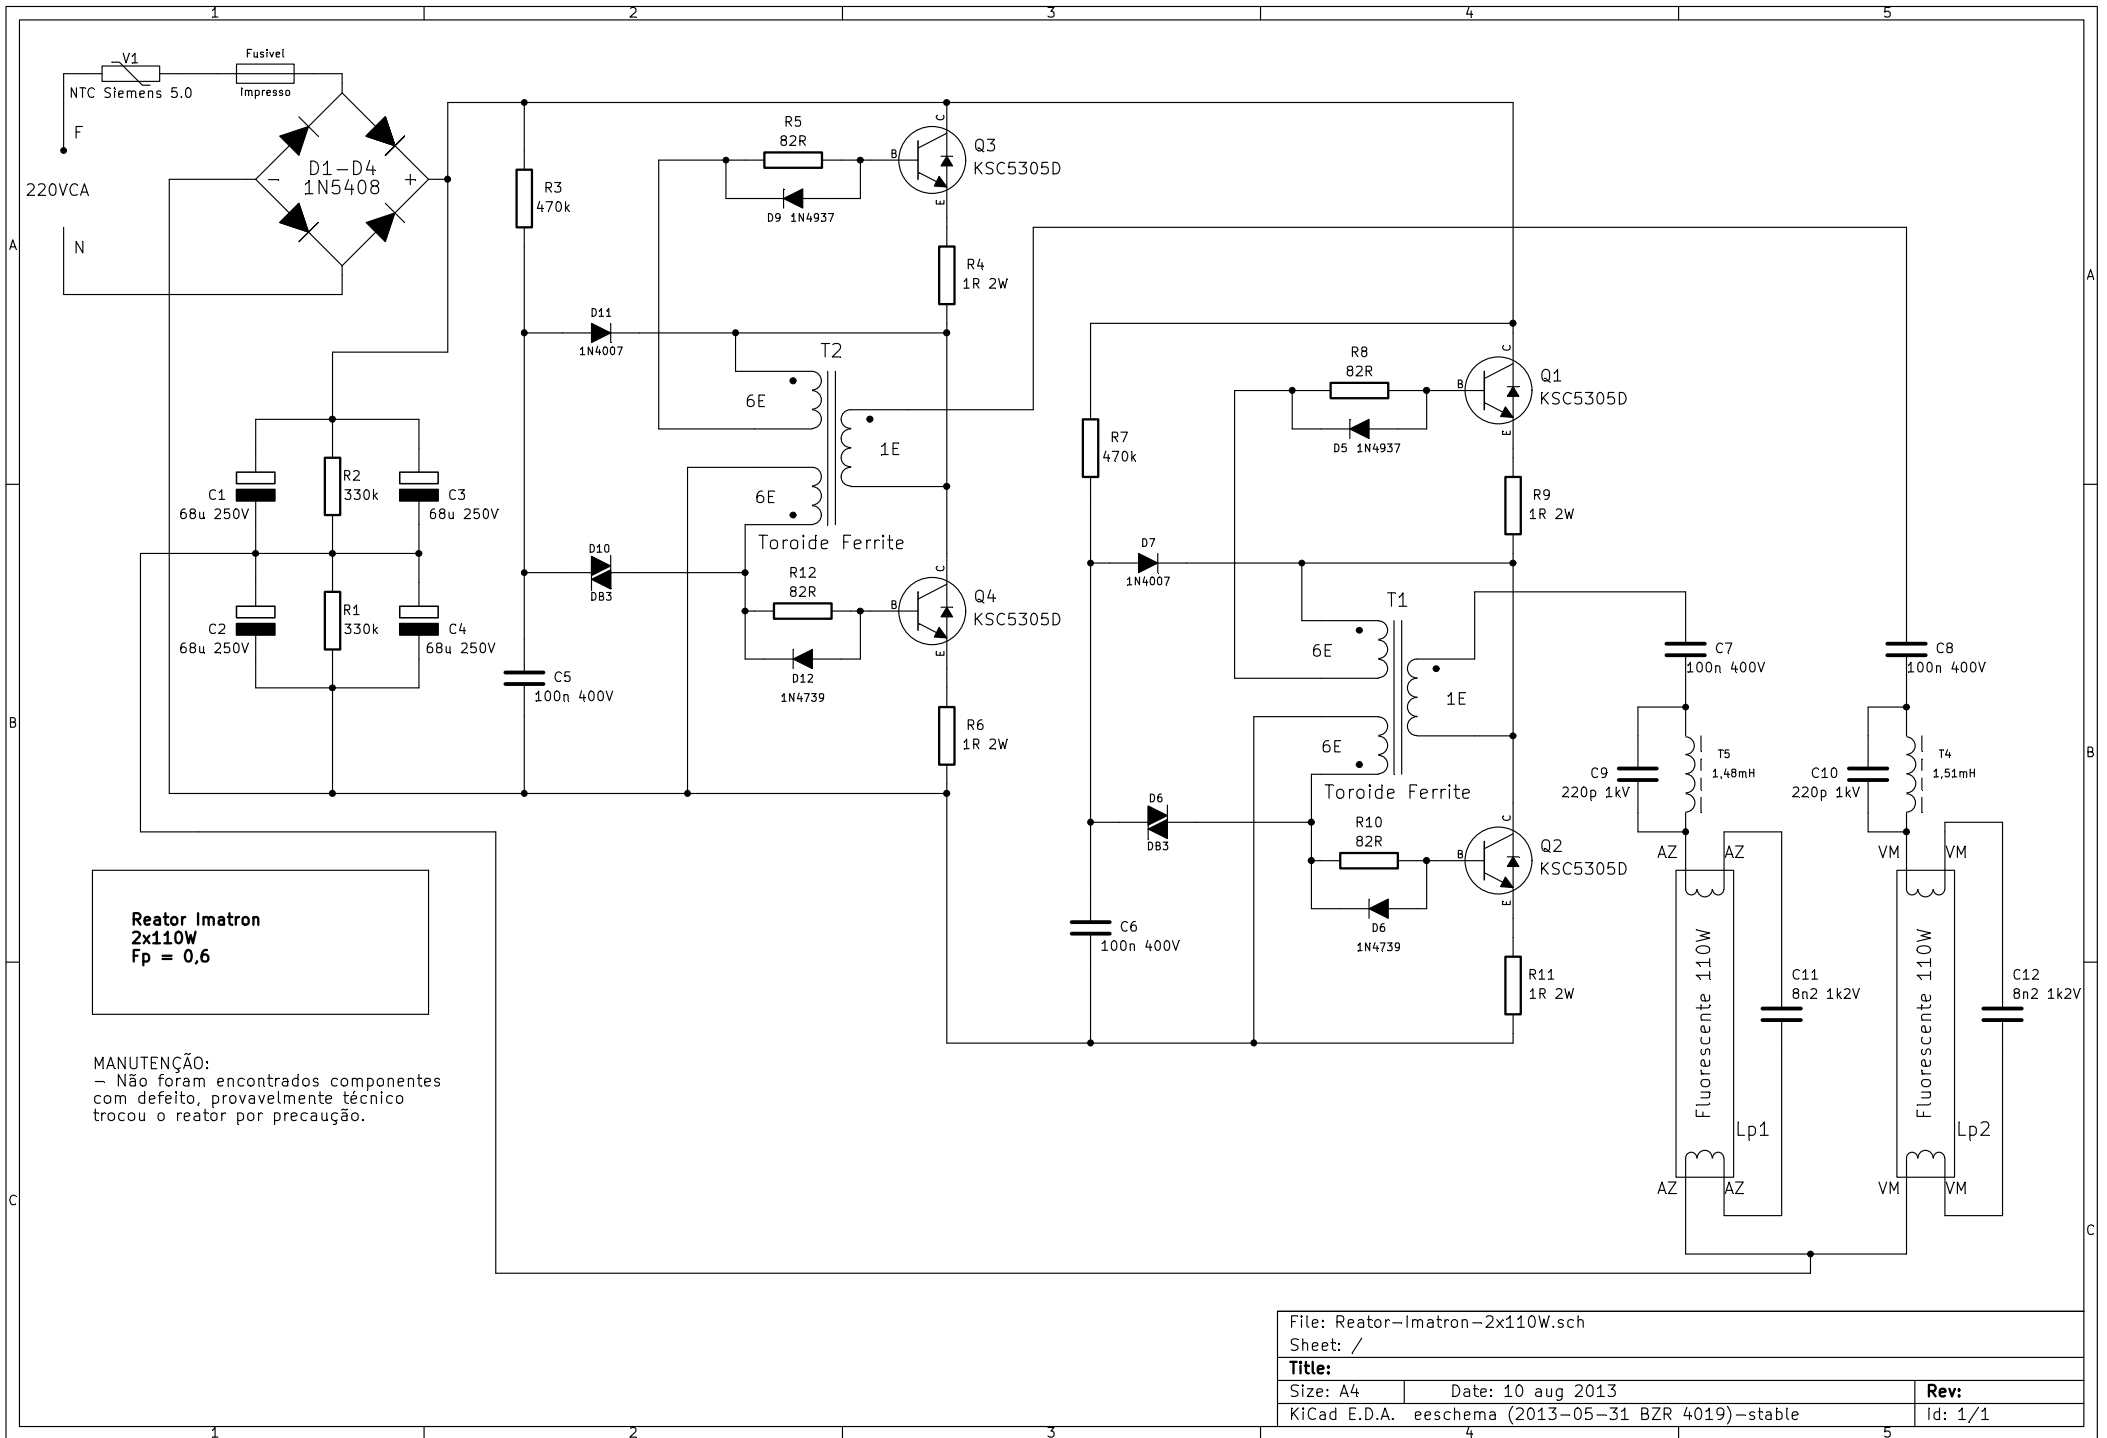 1 2 3 4 5
V1
NTC Siemens 5.0
Fusivel
Impresso
F
220VCA
N
D1-D4
1N5408
-
+
R3
470k
R5
82R
D9 1N4937
B
C
E
Q3
KSC5305D
R4
1R 2W
D11
1N4007
T2
6E
1E
6E
Toroide Ferrite
D10
DB3
R12
82R
D12
1N4739
B
C
E
Q4
KSC5305D
R6
1R 2W
C5
100n 400V
C1
68u 250V
R2
330k
C3
68u 250V
C2
68u 250V
R1
330k
C4
68u 250V
R7
470k
R8
82R
D5 1N4937
B
C
E
Q1
KSC5305D
R9
1R 2W
D7
1N4007
T1
6E
1E
6E
Toroide Ferrite
D6
DB3
R10
82R
D6
1N4739
B
C
E
Q2
KSC5305D
R11
1R 2W
C6
100n 400V
C7
100n 400V
C8
100n 400V
C9
220p 1kV
T5
1,48mH
C10
220p 1kV
T4
1,51mH
AZ AZ
VM VM
Fluorescente 110W
Lp1
C11
8n2 1k2V
Fluorescente 110W
Lp2
C12
8n2 1k2V
AZ AZ
VM VM
Reator Imatron
2x110W
Fp = 0,6
MANUTENÇÃO:
- Não foram encontrados componentes
com defeito, provavelmente técnico
trocou o reator por precaução.
A
B
C
A
B
C
File: Reator-Imatron-2x110W.sch
Sheet: /
Title:
Size: A4 Date: 10 aug 2013 Rev:
KiCad E.D.A. eeschema (2013-05-31 BZR 4019)-stable Id: 1/1
1 2 3 4 5